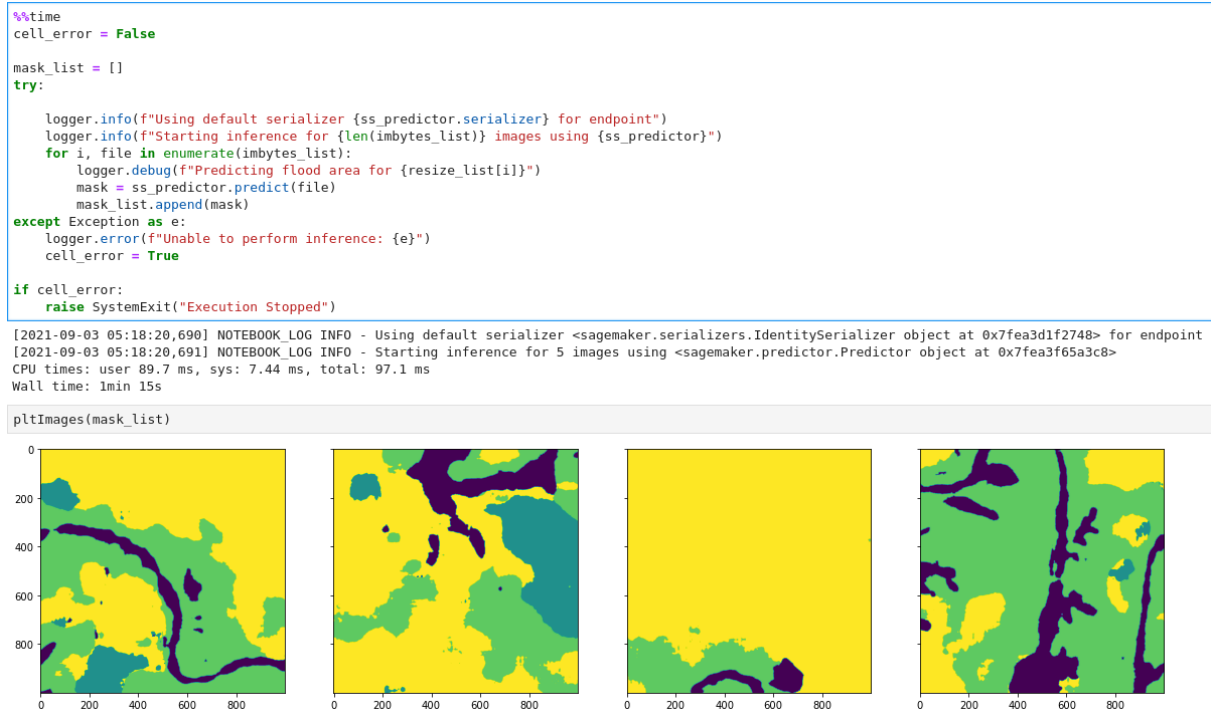 %%time
cell_error = False
mask_list = []
try:
logger.info(f"Using default serializer {ss_predictor.serializer} for endpoint")
logger.info(f"Starting inference for {len(imbytes_list)} images using {ss_predictor}")
for i, file in enumerate(imbytes_list):
logger.debug(f"Predicting flood area for {resize_list[i]}")
mask = ss_predictor.predict(file)
mask_list.append(mask)
except Exception as e:
logger.error(f"Unable to perform inference: {e}")
cell_error = True
if cell_error:
raise SystemExit("Execution Stopped")
[2021-09-03 05:18:20,690] NOTEBOOK_LOG INFO - Using default serializer <sagemaker.serializers.IdentitySerializer object at 0x7fea3d1f2748> for endpoint
[2021-09-03 05:18:20,691] NOTEBOOK_LOG INFO - Starting inference for 5 images using <sagemaker.predictor.Predictor object at 0x7fea3f65a3c8>
CPU times: user 89.7 ms, sys: 7.44 ms, total: 97.1 ms
Wall time: 1min 15s
pltImages(mask_list)
0
200
400
600
800
0 200 400 600 800
0 200 400 600 800
0 200 400 600 800
0 200 400 600 800